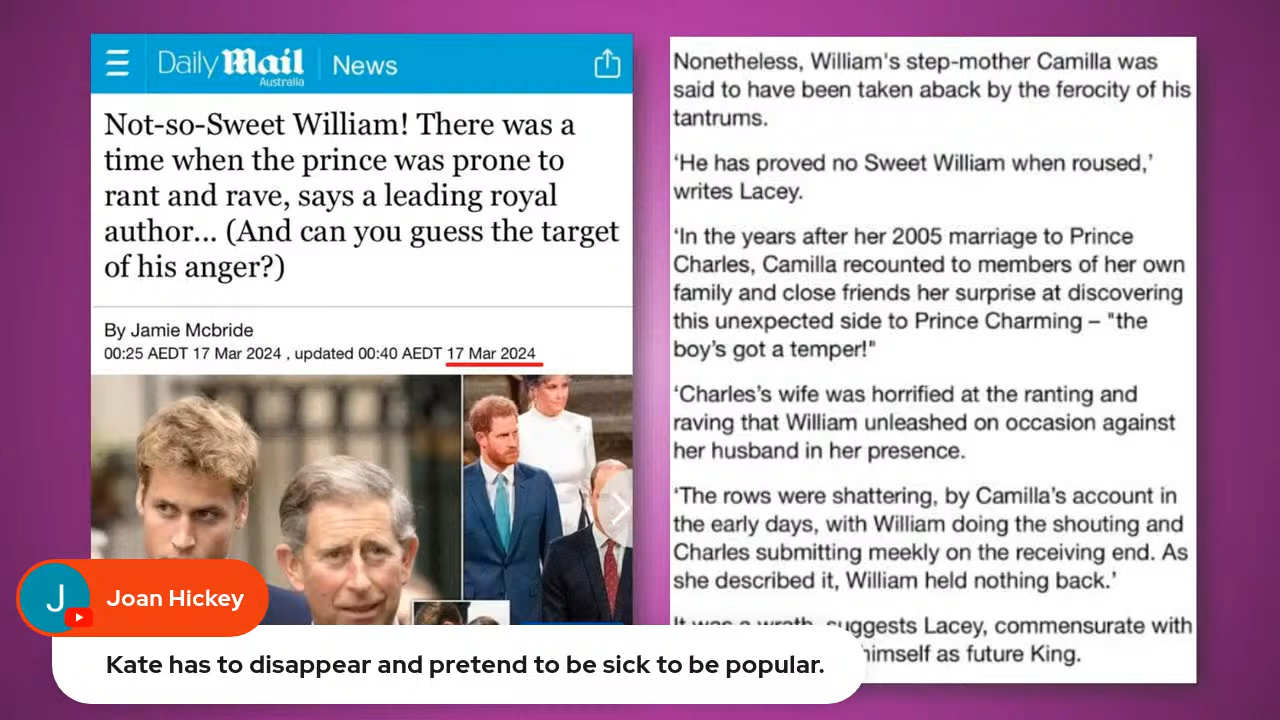 Daily Mail
Australia
News
Not-so-Sweet William! There was a
time when the prince was prone to
rant and rave, says a leading royal
author... (And can you guess the target
of his anger?)
By Jamie Mcbride
00:25 AEDT 17 Mar 2024 , updated 00:40 AEDT 17 Mar 2024
Nonetheless, William's step-mother Camilla was
said to have been taken aback by the ferocity of his
tantrums.
‘He has proved no Sweet William when roused,’
writes Lacey.
‘In the years after her 2005 marriage to Prince
Charles, Camilla recounted to members of her own
family and close friends her surprise at discovering
this unexpected side to Prince Charming – "the
boy’s got a temper!"
‘Charles’s wife was horrified at the ranting and
raving that William unleashed on occasion against
her husband in her presence.
‘The rows were shattering, by Camilla’s account in
the early days, with William doing the shouting and
Charles submitting meekly on the receiving end. As
she described it, William held nothing back.’
It was a wrath, suggests Lacey, commensurate with
himself as future King.
J
Joan Hickey
Kate has to disappear and pretend to be sick to be popular.